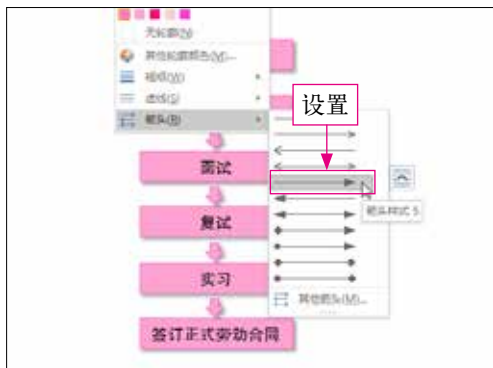 无轮廓(N)
其他轮廓颜色(M)...
粗细(W)
虚线(S)
箭头(R)
设置
箭头样式 5
其他箭头(M)...
面试
复试
实习
签订正式劳动合同